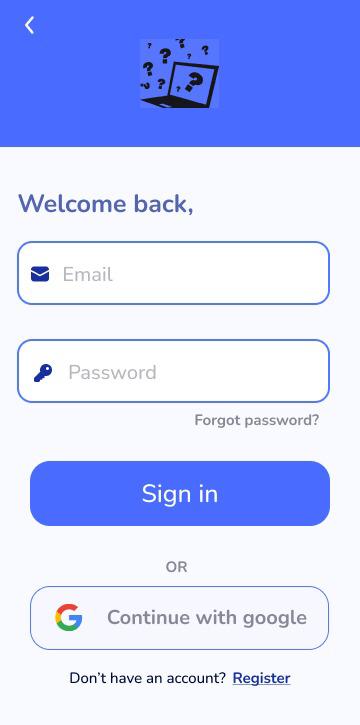 Welcome back,
Email
Password
Forgot password?
Sign in
OR
Continue with google
Don't have an account? Register